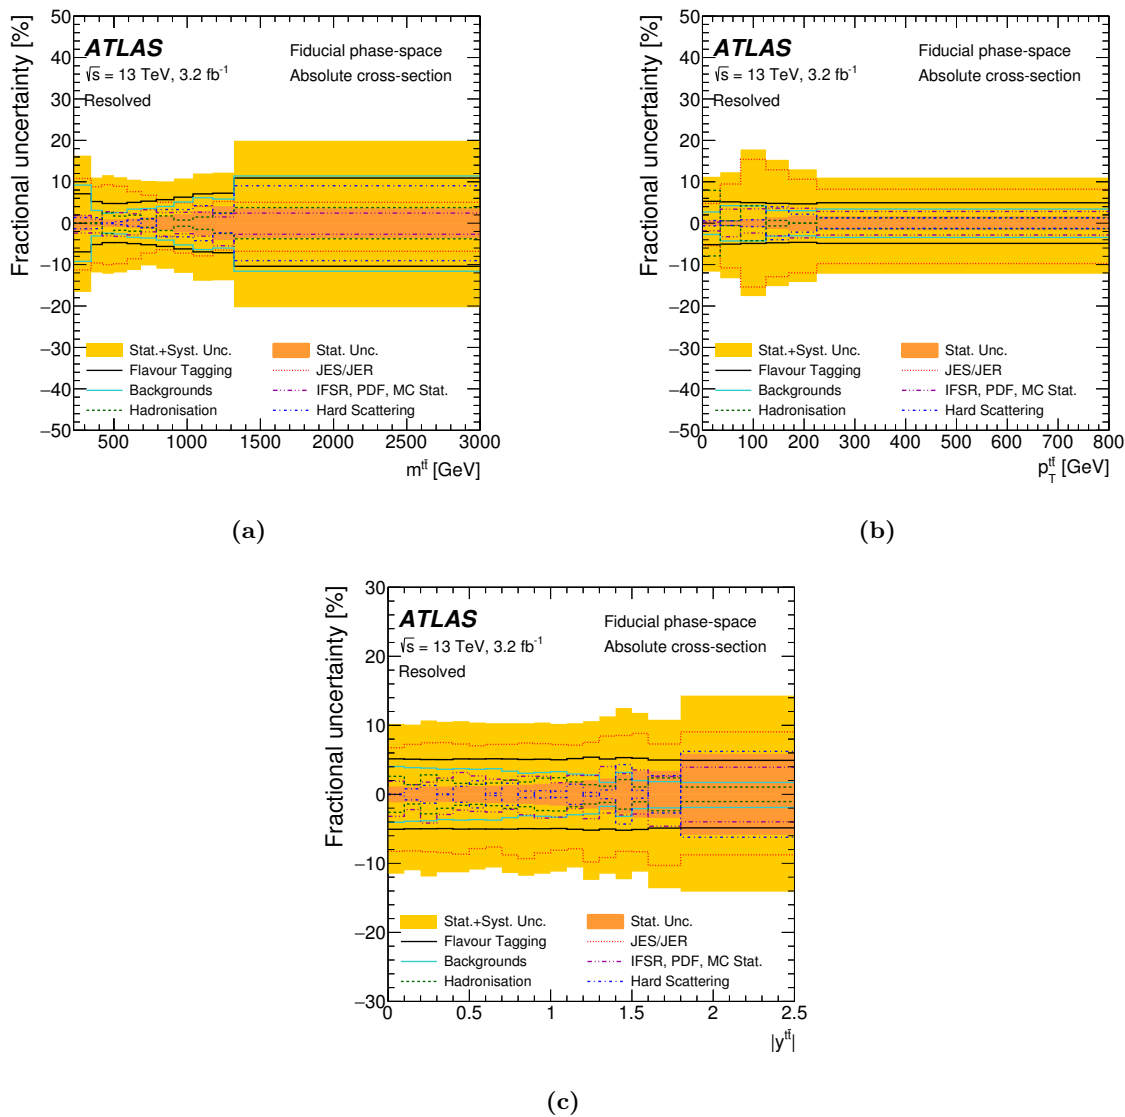 Fractional uncertainty [%]
50
40
30
20
10
0
−10
−20
−30
−40
−50
ATLAS
√s = 13 TeV, 3.2 fb⁻¹
Resolved
Fiducial phase-space
Absolute cross-section
Stat.+Syst. Unc.
Stat. Unc.
Flavour Tagging
JES/JER
Backgrounds
IFSR, PDF, MC Stat.
Hadronisation
Hard Scattering
500 1000 1500 2000 2500 3000
m^{tt̄} [GeV]
(a)
Fractional uncertainty [%]
50
40
30
20
10
0
−10
−20
−30
−40
−50
ATLAS
√s = 13 TeV, 3.2 fb⁻¹
Resolved
Fiducial phase-space
Absolute cross-section
Stat.+Syst. Unc.
Stat. Unc.
Flavour Tagging
JES/JER
Backgrounds
IFSR, PDF, MC Stat.
Hadronisation
Hard Scattering
0 100 200 300 400 500 600 700 800
p_T^{tt̄} [GeV]
(b)
Fractional uncertainty [%]
30
20
10
0
−10
−20
−30
ATLAS
√s = 13 TeV, 3.2 fb⁻¹
Resolved
Fiducial phase-space
Absolute cross-section
Stat.+Syst. Unc.
Stat. Unc.
Flavour Tagging
JES/JER
Backgrounds
IFSR, PDF, MC Stat.
Hadronisation
Hard Scattering
0 0.5 1 1.5 2 2.5
|y^{tt̄}|
(c)